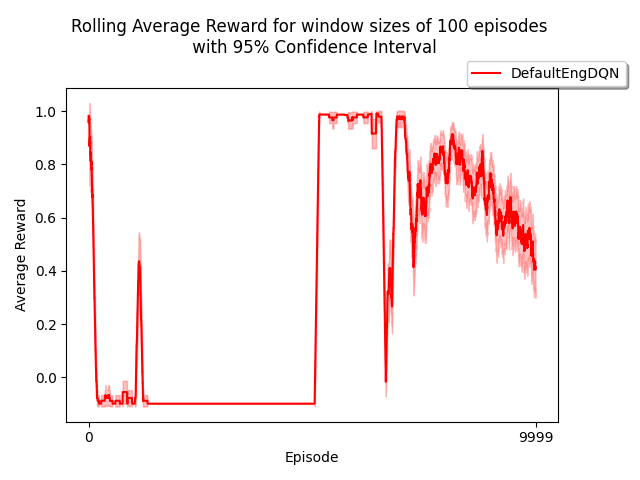 Rolling Average Reward for window sizes of 100 episodes
with 95% Confidence Interval
DefaultEngDQN
1.0
0.8
0.6
0.4
0.2
0.0
Average Reward
0
9999
Episode